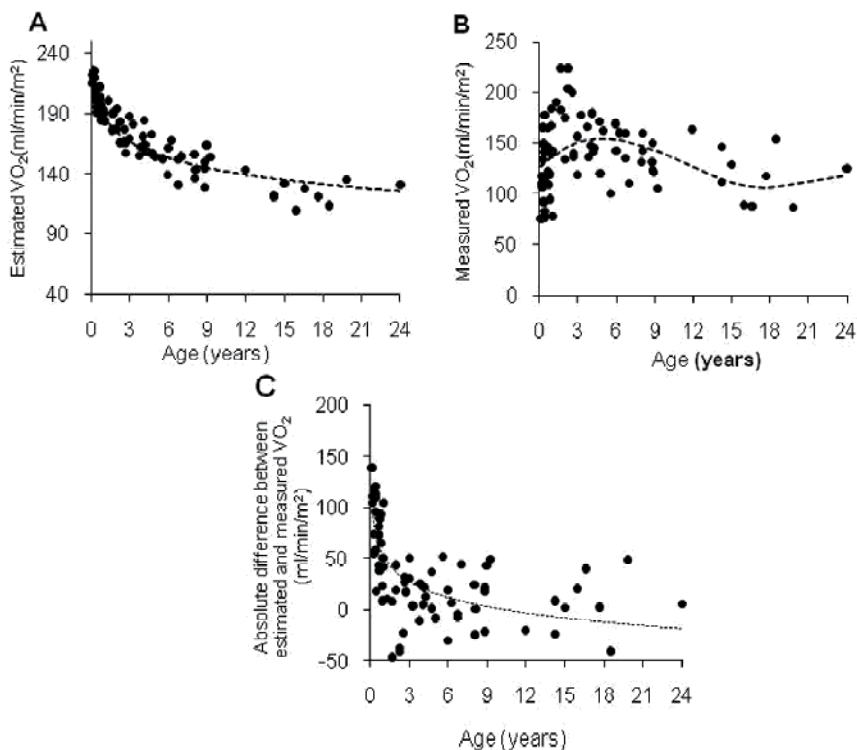 A
Estimated VO2(ml/min/m²)
240
190
140
90
40
0 3 6 9 12 15 18 21 24
Age (years)
B
Measured VO2(ml/min/m²)
250
200
150
100
50
0
0 3 6 9 12 15 18 21 24
Age (years)
C
Absolute difference between
estimated and measured VO2
(ml/min/m²)
200
150
100
50
0
-50
0 3 6 9 12 15 18 21 24
Age (years)